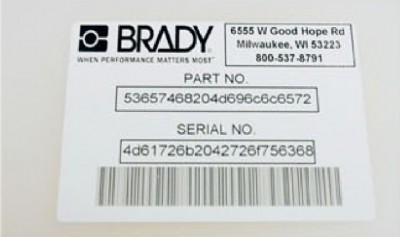 BRADY
WHEN PERFORMANCE MATTERS MOST
6555 W Good Hope Rd
Milwaukee, WI 53223
800-537-8791
PART NO.
53657468204d696c6c6572
SERIAL NO.
4d61726b2042726f756368